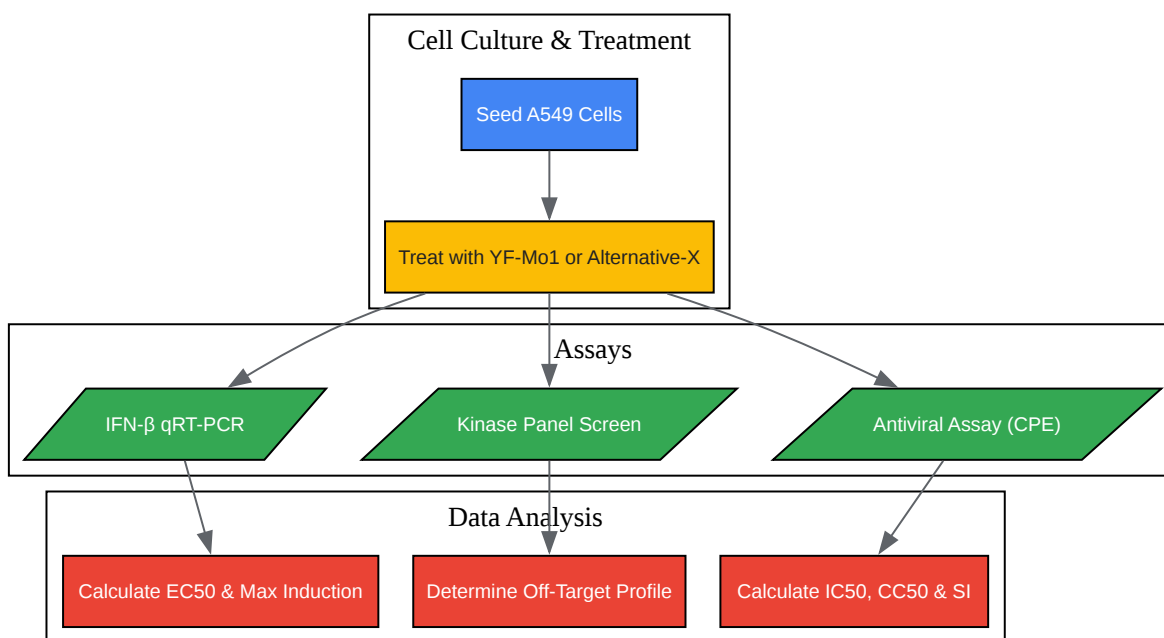 Cell Culture & Treatment
Seed A549 Cells
Treat with YF-Mo1 or Alternative-X
Assays
IFN-β qRT-PCR
Kinase Panel Screen
Antiviral Assay (CPE)
Data Analysis
Calculate EC50 & Max Induction
Determine Off-Target Profile
Calculate IC50, CC50 & SI